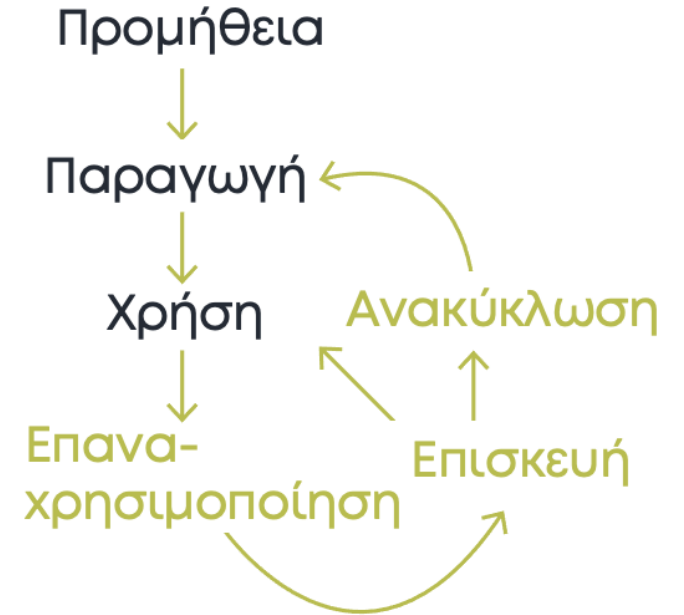 Προμήθεια
Παραγωγή
Χρήση
Ανακύκλωση
Επανα-
χρησιμοποίηση
Επισκευή